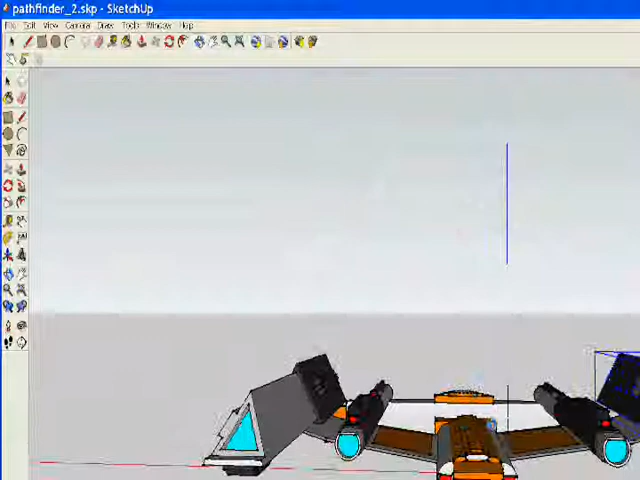 pathfinder_2.skp - SketchUp
File Edit View Camera Draw Tools Window Help